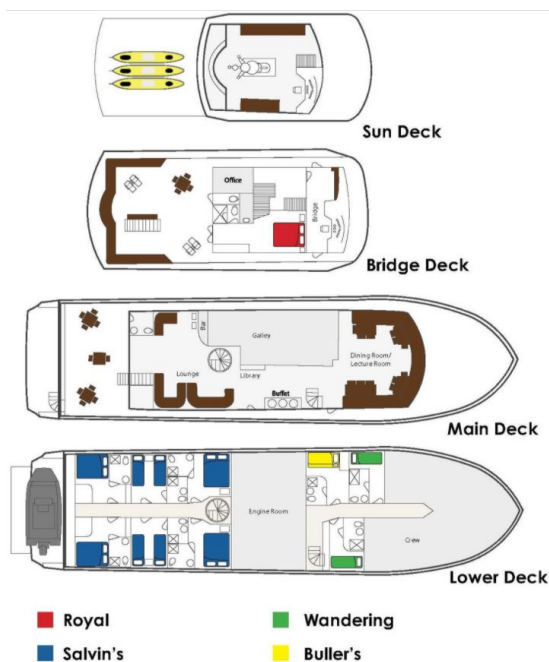 Sun Deck
Office
Bridge
Bridge Deck
Bar
Galley
Lounge
Library
Dining Room/
Lecture Room
Buffet
Main Deck
Engine Room
Crew
Lower Deck
Royal
Wandering
Salvin's
Buller's